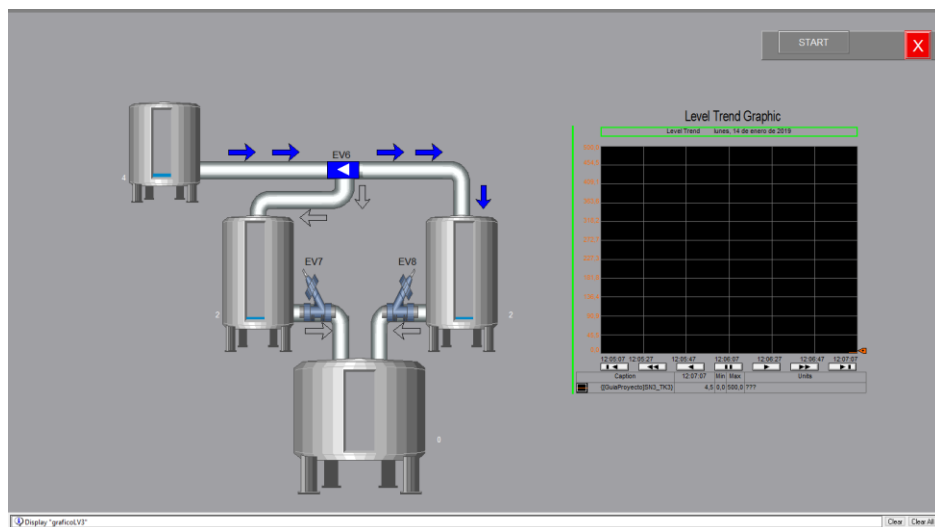 START
X
Level Trend Graphic
Level Trend lunes, 14 de enero de 2019
EV6
4
EV7
EV8
2
2
12:05:07 12:05:27 12:05:47 12:06:07 12:06:27 12:06:47 12:07:07
Caption 12:07:07 Min Max Units
4,5 0,0 500,0 ???
Display "graficoLV3"
Clear
Clear All